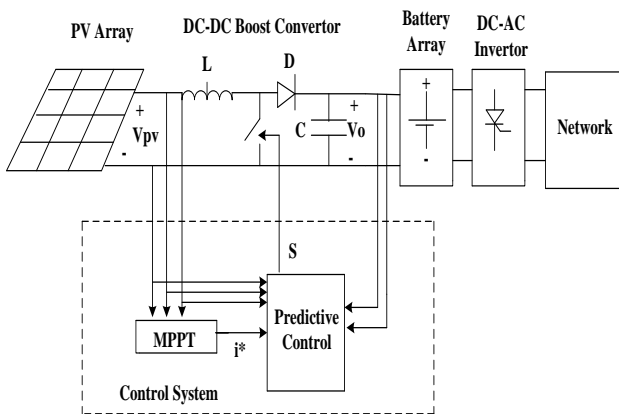 PV Array
DC-DC Boost Convertor
Battery
Array
DC-AC
Invertor
L
D
+
Vpv
-
C
+
Vo
-
+
-
Network
S
MPPT
i*
Predictive
Control
Control System